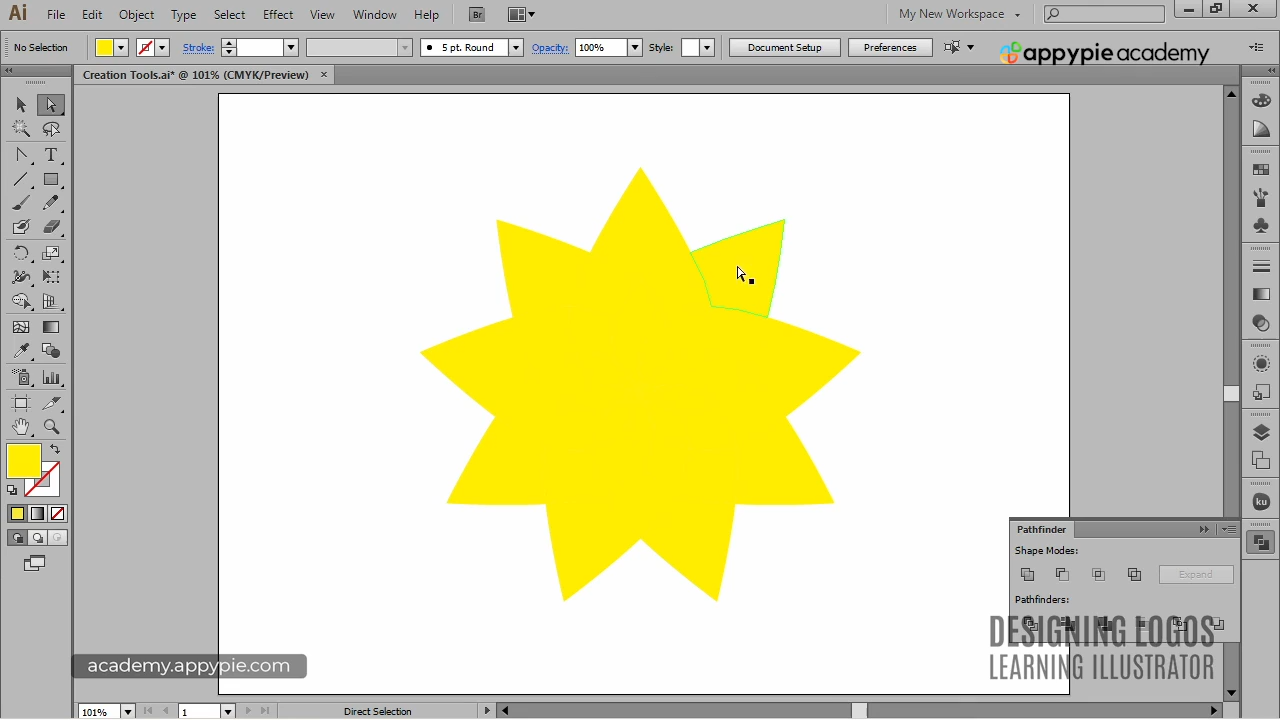 Ai File Edit Object Type Select Effect View Window Help Br My New Workspace
No Selection Stroke: 5 pt. Round Opacity: 100% Style: Document Setup Preferences
appypie academy
Creation Tools.ai* @ 101% (CMYK/Preview) ×
T
ku
Pathfinder
Shape Modes:
Expand
Pathfinders:
DESIGNING LOGOS
LEARNING ILLUSTRATOR
academy.appypie.com
101% 1 Direct Selection